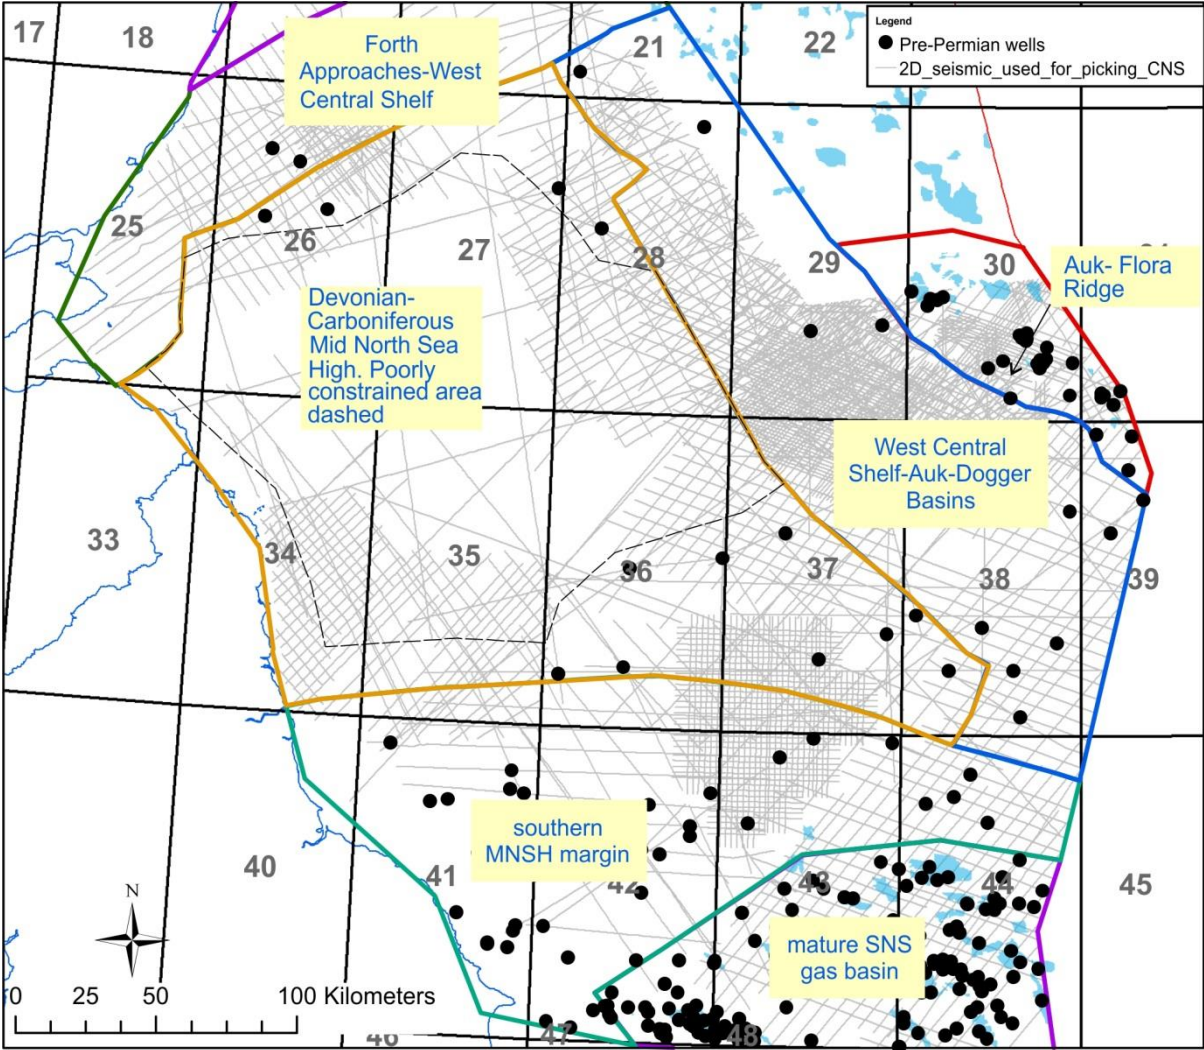 17
18
21
22
Legend
Pre-Permian wells
2D_seismic_used_for_picking_CNS
Forth
Approaches-West
Central Shelf
25
26
27
28
29
30
Auk- Flora
Ridge
Devonian-
Carboniferous
Mid North Sea
High. Poorly
constrained area
dashed
West Central
Shelf-Auk-Dogger
Basins
33
34
35
36
37
38
39
southern
MNSH margin
40
41
42
43
44
45
mature SNS
gas basin
N
0 25 50 100 Kilometers
46
47
48